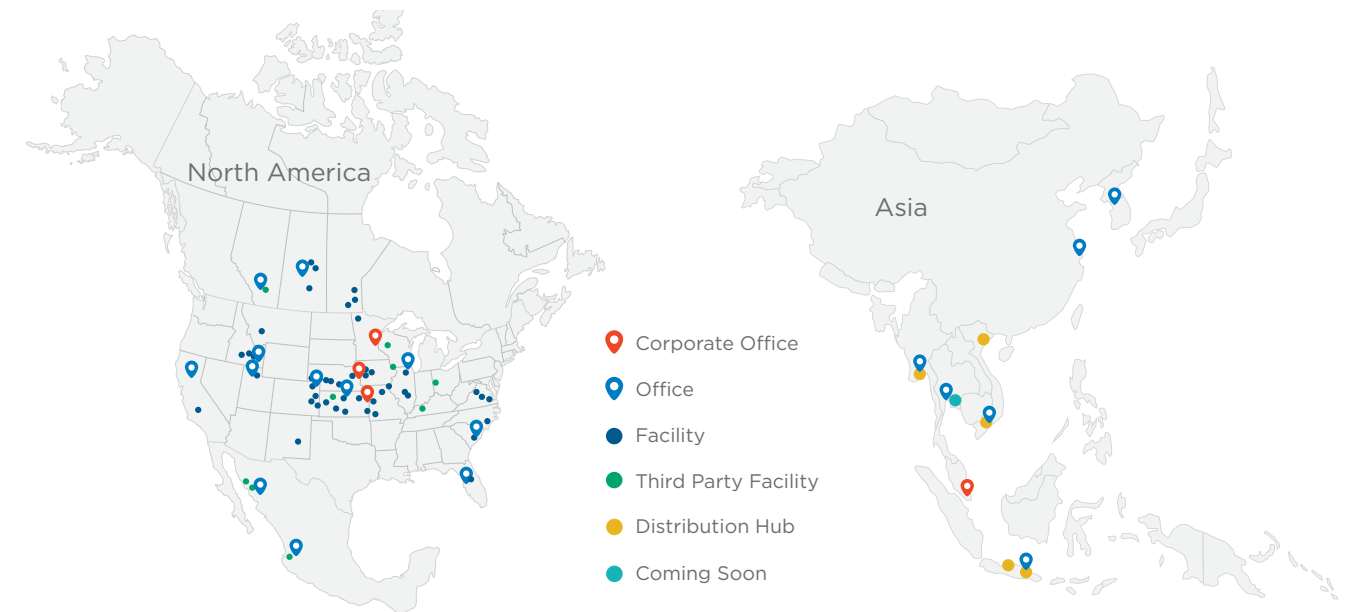 North America
Asia
Corporate Office
Office
Facility
Third Party Facility
Distribution Hub
Coming Soon